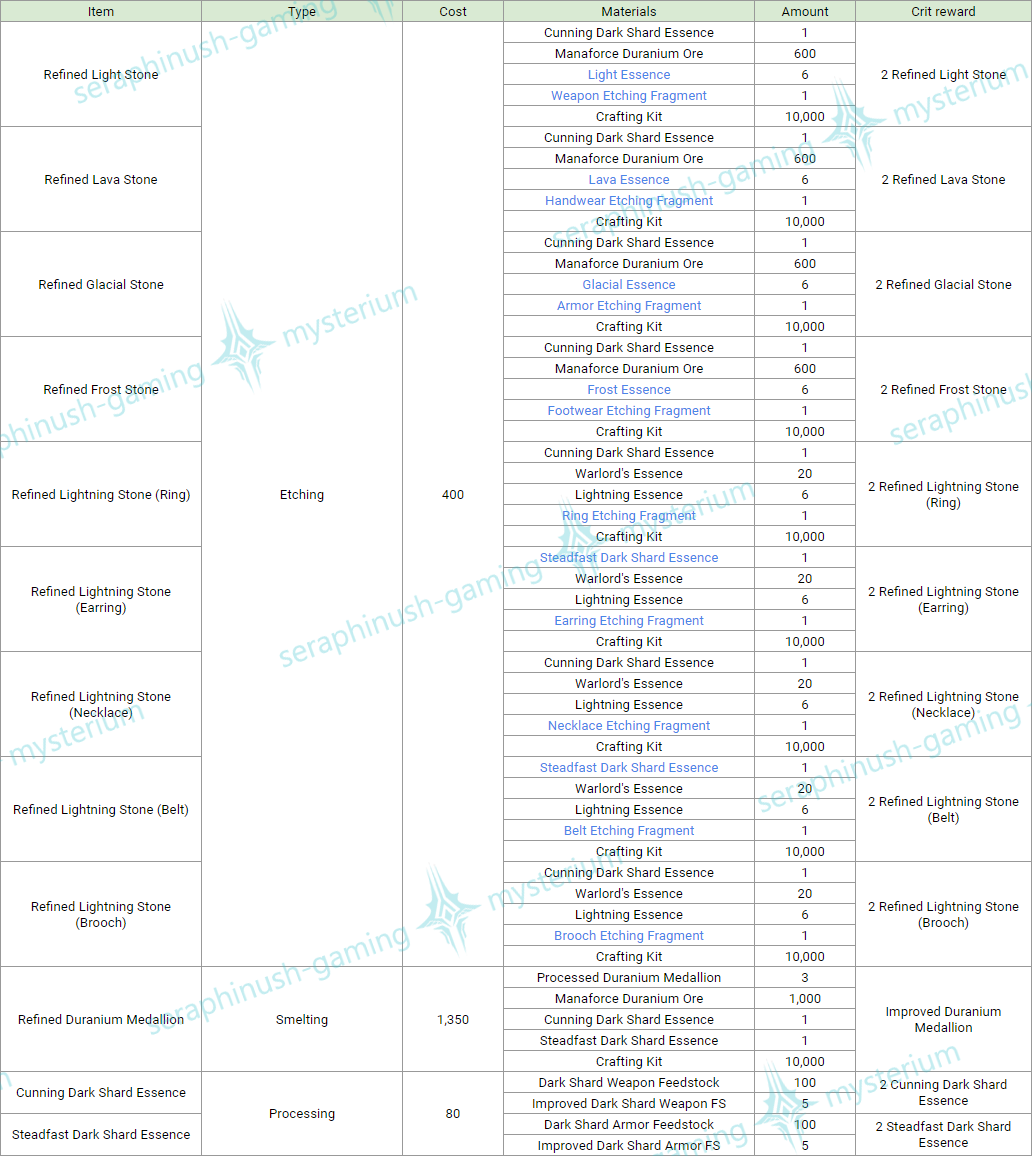 Item Type Cost Materials Amount Crit reward
Cunning Dark Shard Essence 1
Manaforce Duranium Ore 600
Refined Light Stone Light Essence 6 2 Refined Light Stone
Weapon Etching Fragment 1
Crafting Kit 10,000
Cunning Dark Shard Essence 1
Manaforce Duranium Ore 600
Refined Lava Stone Lava Essence 6 2 Refined Lava Stone
Handwear Etching Fragment 1
Crafting Kit 10,000
Cunning Dark Shard Essence 1
Manaforce Duranium Ore 600
Refined Glacial Stone Glacial Essence 6 2 Refined Glacial Stone
Armor Etching Fragment 1
Crafting Kit 10,000
Cunning Dark Shard Essence 1
Manaforce Duranium Ore 600
Refined Frost Stone Frost Essence 6 2 Refined Frost Stone
Footwear Etching Fragment 1
Crafting Kit 10,000
Cunning Dark Shard Essence 1
Warlord's Essence 20
Refined Lightning Stone (Ring) Etching 400 Lightning Essence 6 2 Refined Lightning Stone
(Ring)
Ring Etching Fragment 1
Crafting Kit 10,000
Steadfast Dark Shard Essence 1
Warlord's Essence 20
Refined Lightning Stone Lightning Essence 6 2 Refined Lightning Stone
(Earring) (Earring)
Earring Etching Fragment 1
Crafting Kit 10,000
Cunning Dark Shard Essence 1
Warlord's Essence 20
Refined Lightning Stone Lightning Essence 6 2 Refined Lightning Stone
(Necklace) (Necklace)
Necklace Etching Fragment 1
Crafting Kit 10,000
Steadfast Dark Shard Essence 1
Warlord's Essence 20
Refined Lightning Stone (Belt) Lightning Essence 6 2 Refined Lightning Stone
(Belt)
Belt Etching Fragment 1
Crafting Kit 10,000
Cunning Dark Shard Essence 1
Warlord's Essence 20
Refined Lightning Stone Lightning Essence 6 2 Refined Lightning Stone
(Brooch) (Brooch)
Brooch Etching Fragment 1
Crafting Kit 10,000
Processed Duranium Medallion 3
Manaforce Duranium Ore 1,000
Refined Duranium Medallion Smelting 1,350 Cunning Dark Shard Essence 1 Improved Duranium
Medallion
Steadfast Dark Shard Essence 1
Crafting Kit 10,000
Cunning Dark Shard Essence Processing 80 Dark Shard Weapon Feedstock 100 2 Cunning Dark Shard
Essence
Improved Dark Shard Weapon FS 5
Steadfast Dark Shard Essence Dark Shard Armor Feedstock 100 2 Steadfast Dark Shard
Essence
Improved Dark Shard Armor FS 5
seraphinush-gaming mysterium
seraphinush-gaming mysterium
seraphinush-gaming mysterium
seraphinush-gaming mysterium